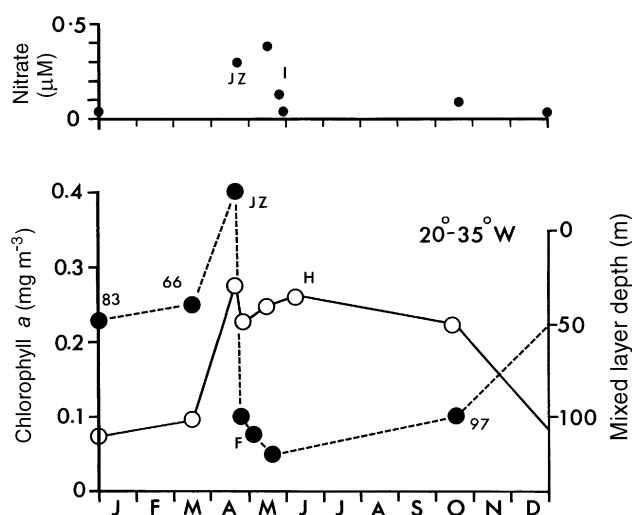 0·5
Nitrate
(μM)
JZ
I
0
0.4
JZ
20°-35°W
0
0.3
66
H
83
Chlorophyll a (mg m⁻³)
Mixed layer depth (m)
50
0.2
0.1
F
97
100
0
J F M A M J J A S O N D